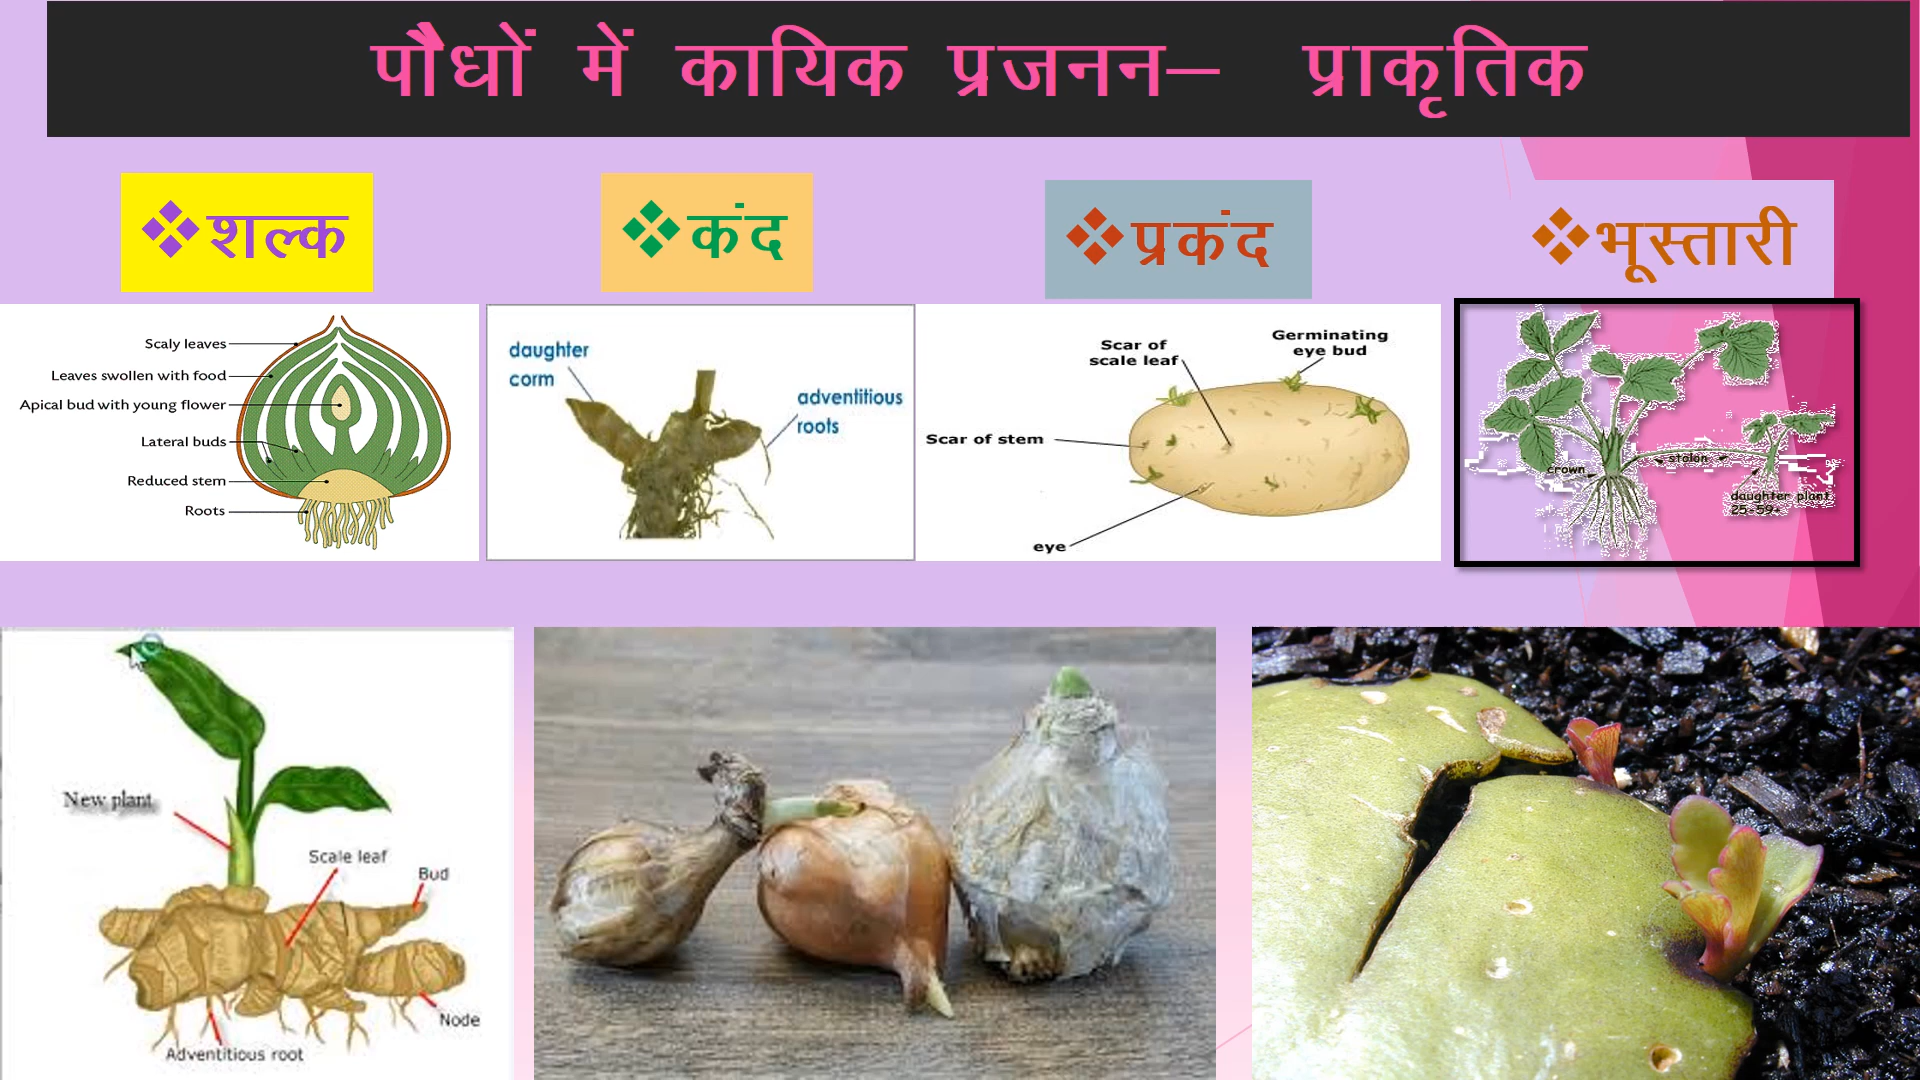 पौधों में कायिक प्रजनन— प्राकृतिक
❖शल्क
❖कंद
❖प्रकंद
❖भूस्तारी
Scaly leaves
Leaves swollen with food
Apical bud with young flower
Lateral buds
Reduced stem
Roots
daughter
corm
adventitious
roots
Scar of
scale leaf
Germinating
eye bud
Scar of stem
eye
crown
stolon
daughter plant
25-59+
New plant
Scale leaf
Bud
Node
Adventitious root